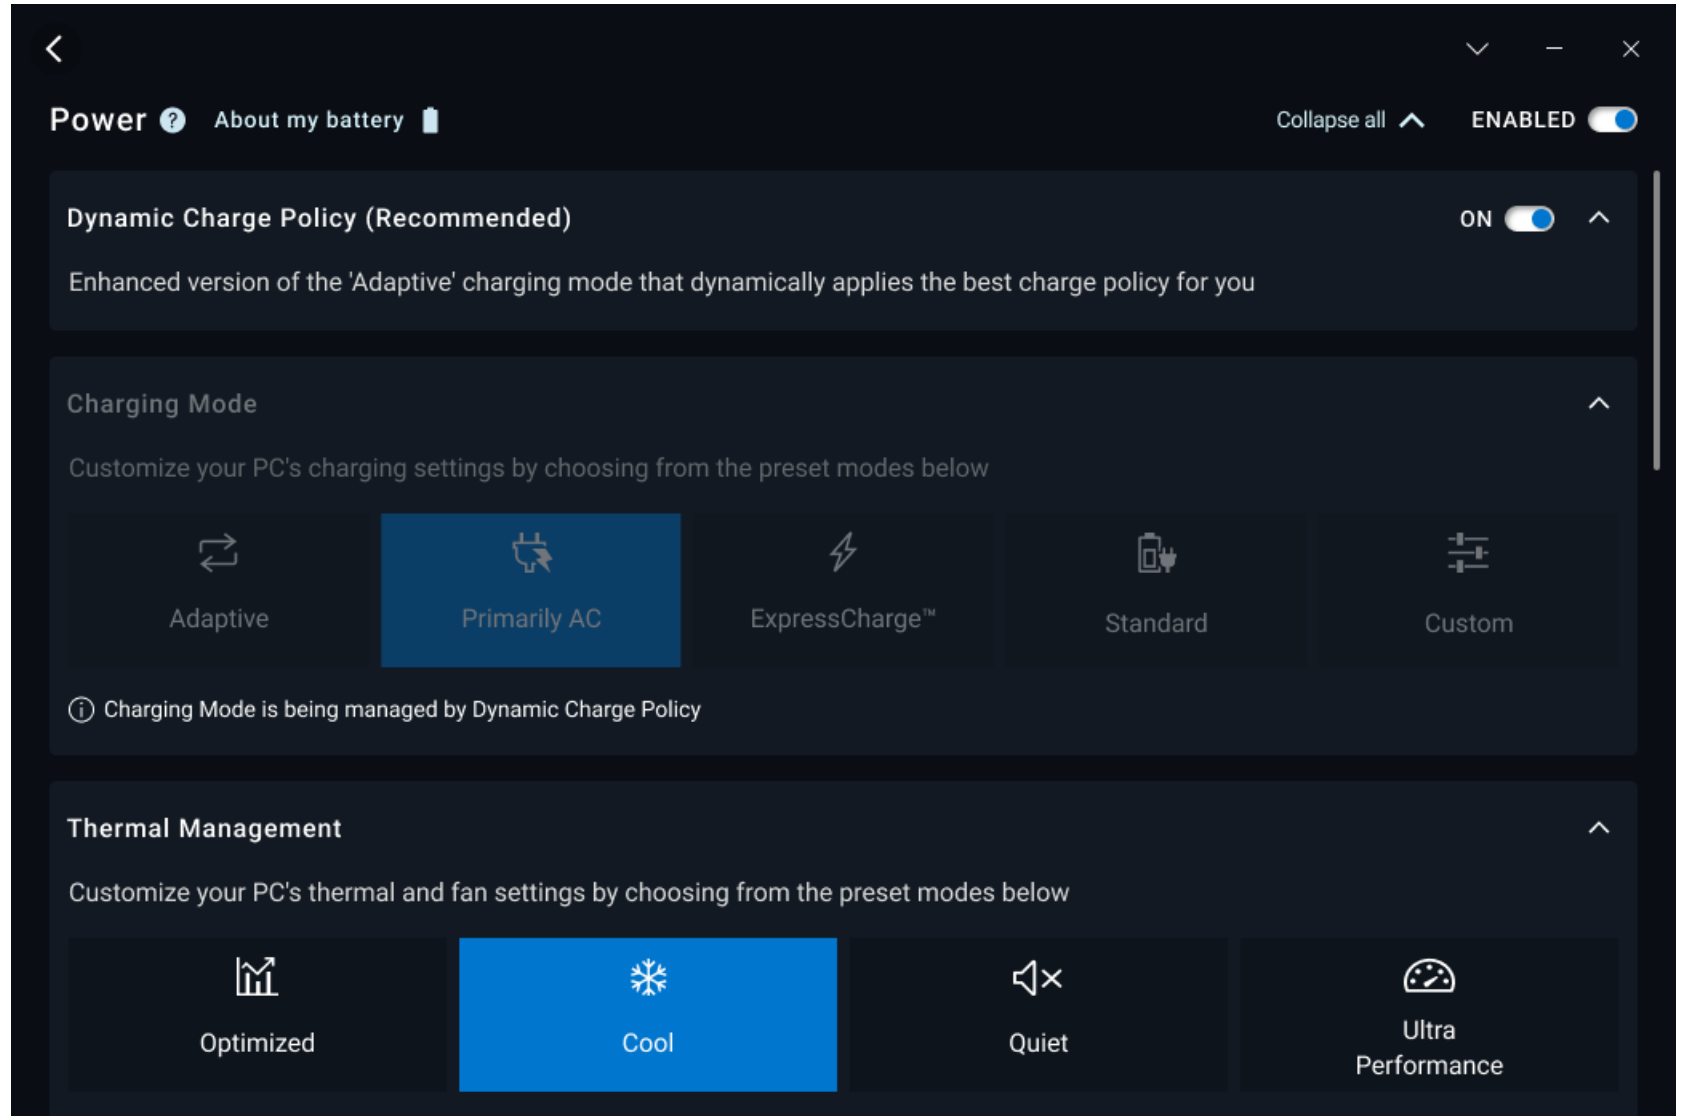 Power ? About my battery
Collapse all
ENABLED
Dynamic Charge Policy (Recommended)
ON
Enhanced version of the 'Adaptive' charging mode that dynamically applies the best charge policy for you
Charging Mode
Customize your PC's charging settings by choosing from the preset modes below
Adaptive
Primarily AC
ExpressCharge™
Standard
Custom
Charging Mode is being managed by Dynamic Charge Policy
Thermal Management
Customize your PC's thermal and fan settings by choosing from the preset modes below
Optimized
Cool
Quiet
Ultra
Performance